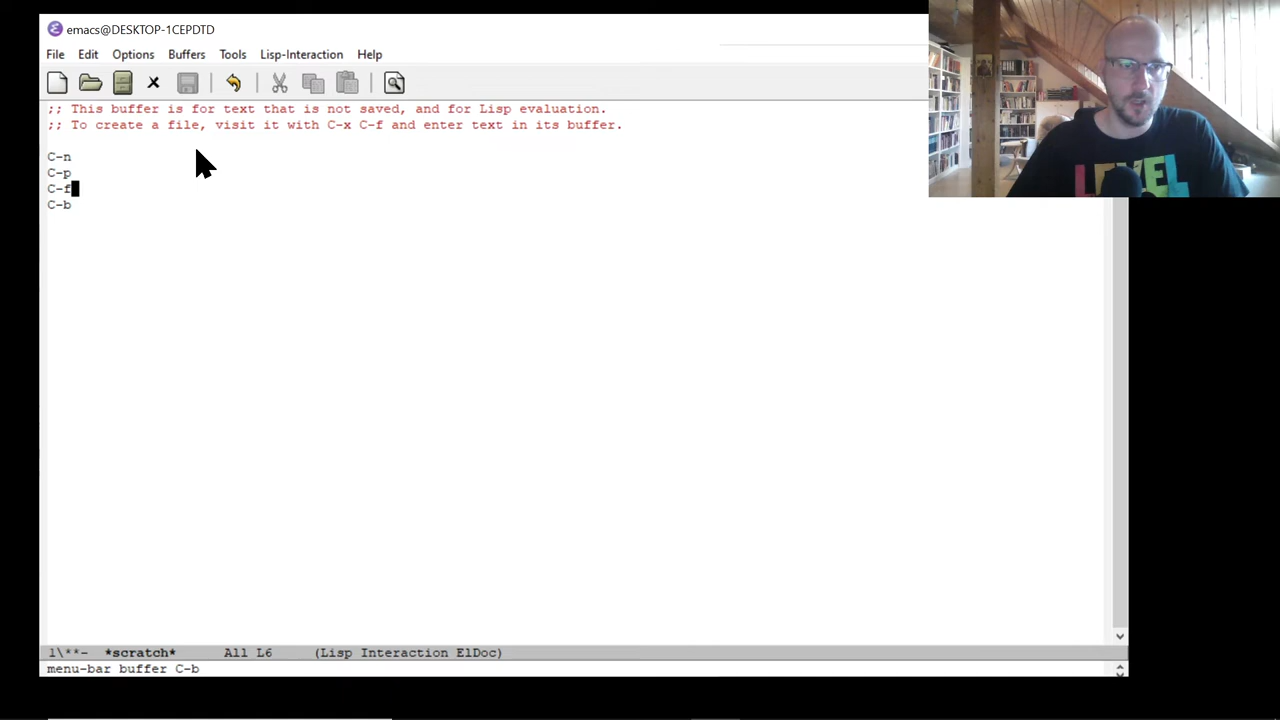 emacs@DESKTOP-1CEPDTD
File Edit Options Buffers Tools Lisp-Interaction Help
;; This buffer is for text that is not saved, and for Lisp evaluation.
;; To create a file, visit it with C-x C-f and enter text in its buffer.
C-n
C-p
C-f
C-b
LEVEL
1\**- *scratch* All L6 (Lisp Interaction ElDoc)
menu-bar buffer C-b